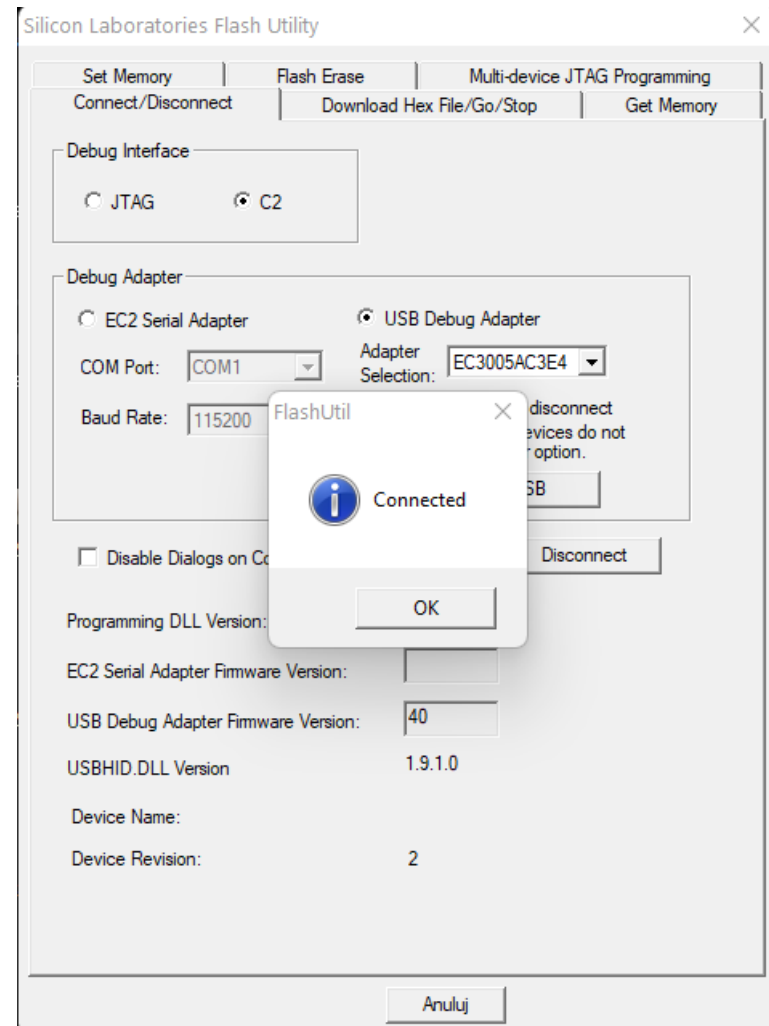 Silicon Laboratories Flash Utility
Set Memory Flash Erase Multi-device JTAG Programming
Connect/Disconnect Download Hex File/Go/Stop Get Memory
Debug Interface
JTAG C2
Debug Adapter
EC2 Serial Adapter USB Debug Adapter
COM Port: COM1 Adapter Selection: EC3005AC3E4
Baud Rate: 115200
disconnect
do not
option.
FlashUtil
Connected
OK
Disable Dialogs on
Disconnect
Programming DLL Version:
EC2 Serial Adapter Firmware Version:
USB Debug Adapter Firmware Version: 40
USBHID.DLL Version 1.9.1.0
Device Name:
Device Revision: 2
Anuluj